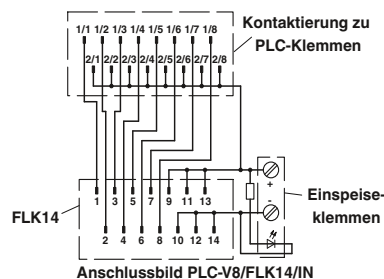 Kontaktierung zu
PLC-Klemmen
1/1 1/2 1/3 1/4 1/5 1/6 1/7 1/8
2/1 2/2 2/3 2/4 2/5 2/6 2/7 2/8
1 3 5 7 9 11 13
+
-
Einspeise-
klemmen
FLK14
2 4 6 8 10 12 14
Anschlussbild PLC-V8/FLK14/IN